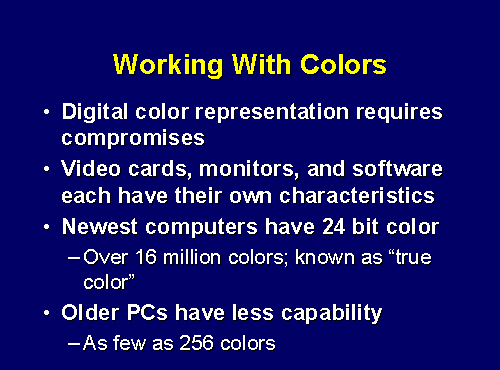 Working With Colors
• Digital color representation requires
compromises
• Video cards, monitors, and software
each have their own characteristics
• Newest computers have 24 bit color
–Over 16 million colors; known as “true
color”
• Older PCs have less capability
–As few as 256 colors